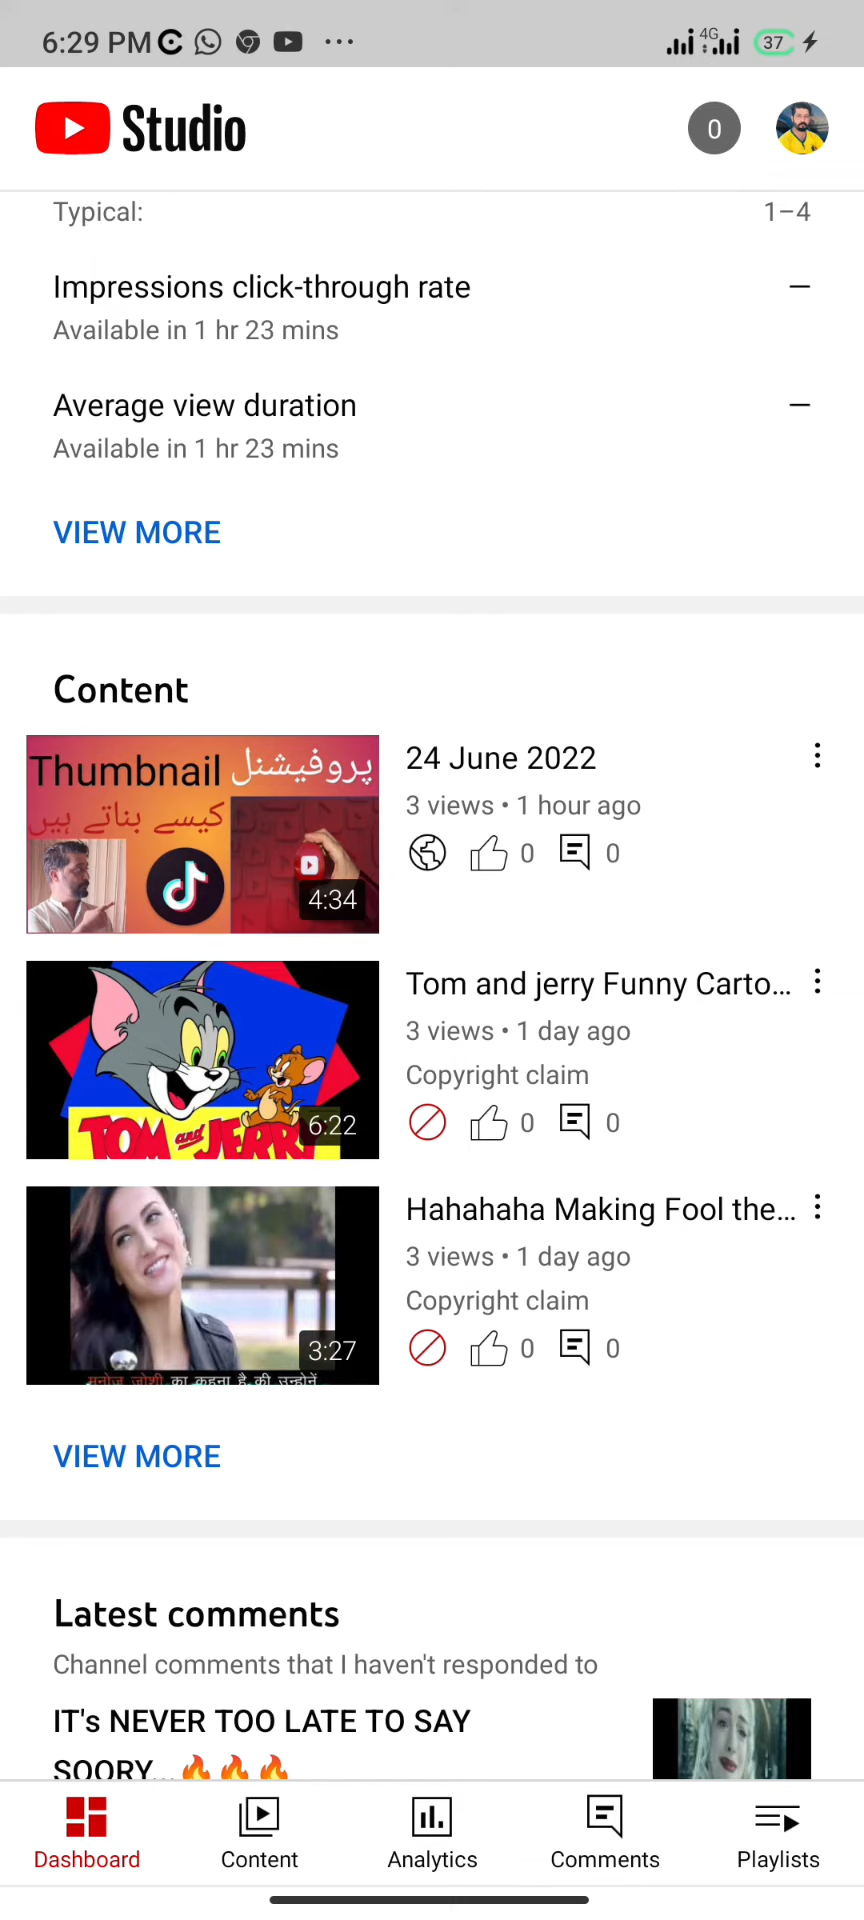 6:29 PM
4G
37
Studio
0
Typical:
1–4
Impressions click-through rate
—
Available in 1 hr 23 mins
Average view duration
—
Available in 1 hr 23 mins
VIEW MORE
Content
Thumbnail پروفیشنل
کیسے بناتے ہیں
4:34
24 June 2022
3 views • 1 hour ago
0
0
TOM and JERRY
6:22
Tom and jerry Funny Carto...
3 views • 1 day ago
Copyright claim
0
0
3:27
मनोज जोशी का कहना है की उन्होनें
Hahahaha Making Fool the...
3 views • 1 day ago
Copyright claim
0
0
VIEW MORE
Latest comments
Channel comments that I haven't responded to
IT's NEVER TOO LATE TO SAY
SOORY...🔥🔥🔥
Dashboard
Content
Analytics
Comments
Playlists